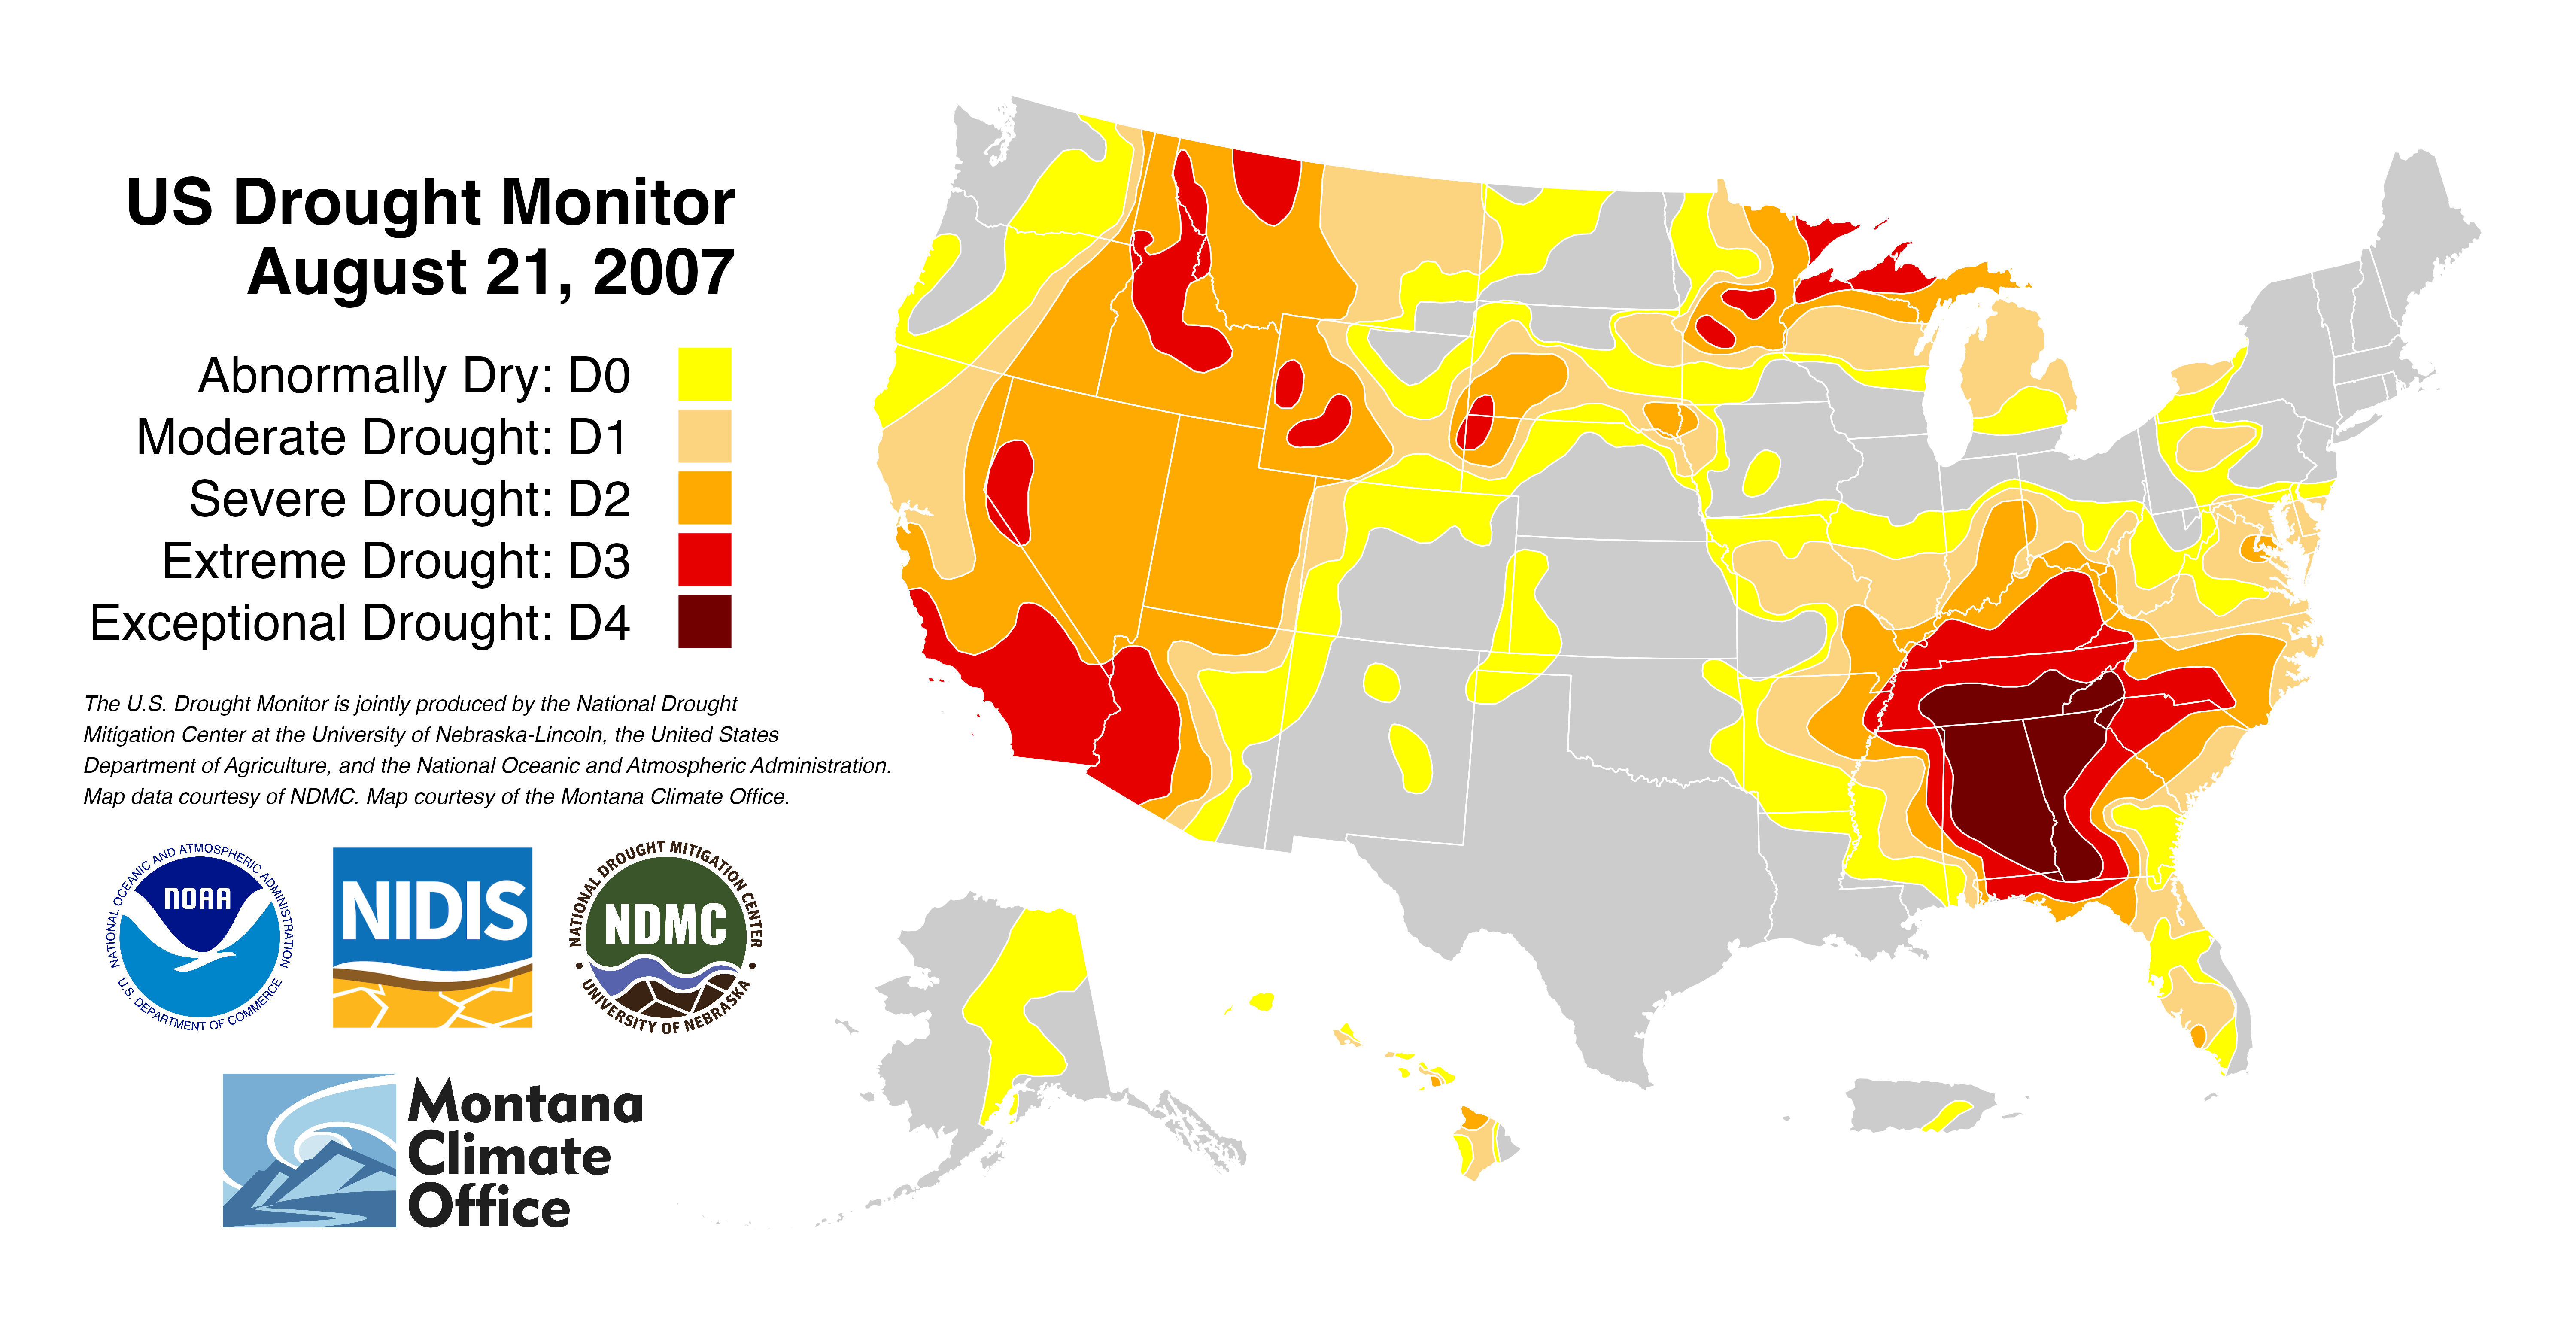 US Drought Monitor
August 21, 2007
Abnormally Dry: D0
Moderate Drought: D1
Severe Drought: D2
Extreme Drought: D3
Exceptional Drought: D4
The U.S. Drought Monitor is jointly produced by the National Drought
Mitigation Center at the University of Nebraska-Lincoln, the United States
Department of Agriculture, and the National Oceanic and Atmospheric Administration.
Map data courtesy of NDMC. Map courtesy of the Montana Climate Office.
NATIONAL OCEANIC AND ATMOSPHERIC ADMINISTRATION
NOAA
U.S. DEPARTMENT OF COMMERCE
NIDIS
NATIONAL DROUGHT MITIGATION CENTER
NDMC
UNIVERSITY OF NEBRASKA
Montana
Climate
Office